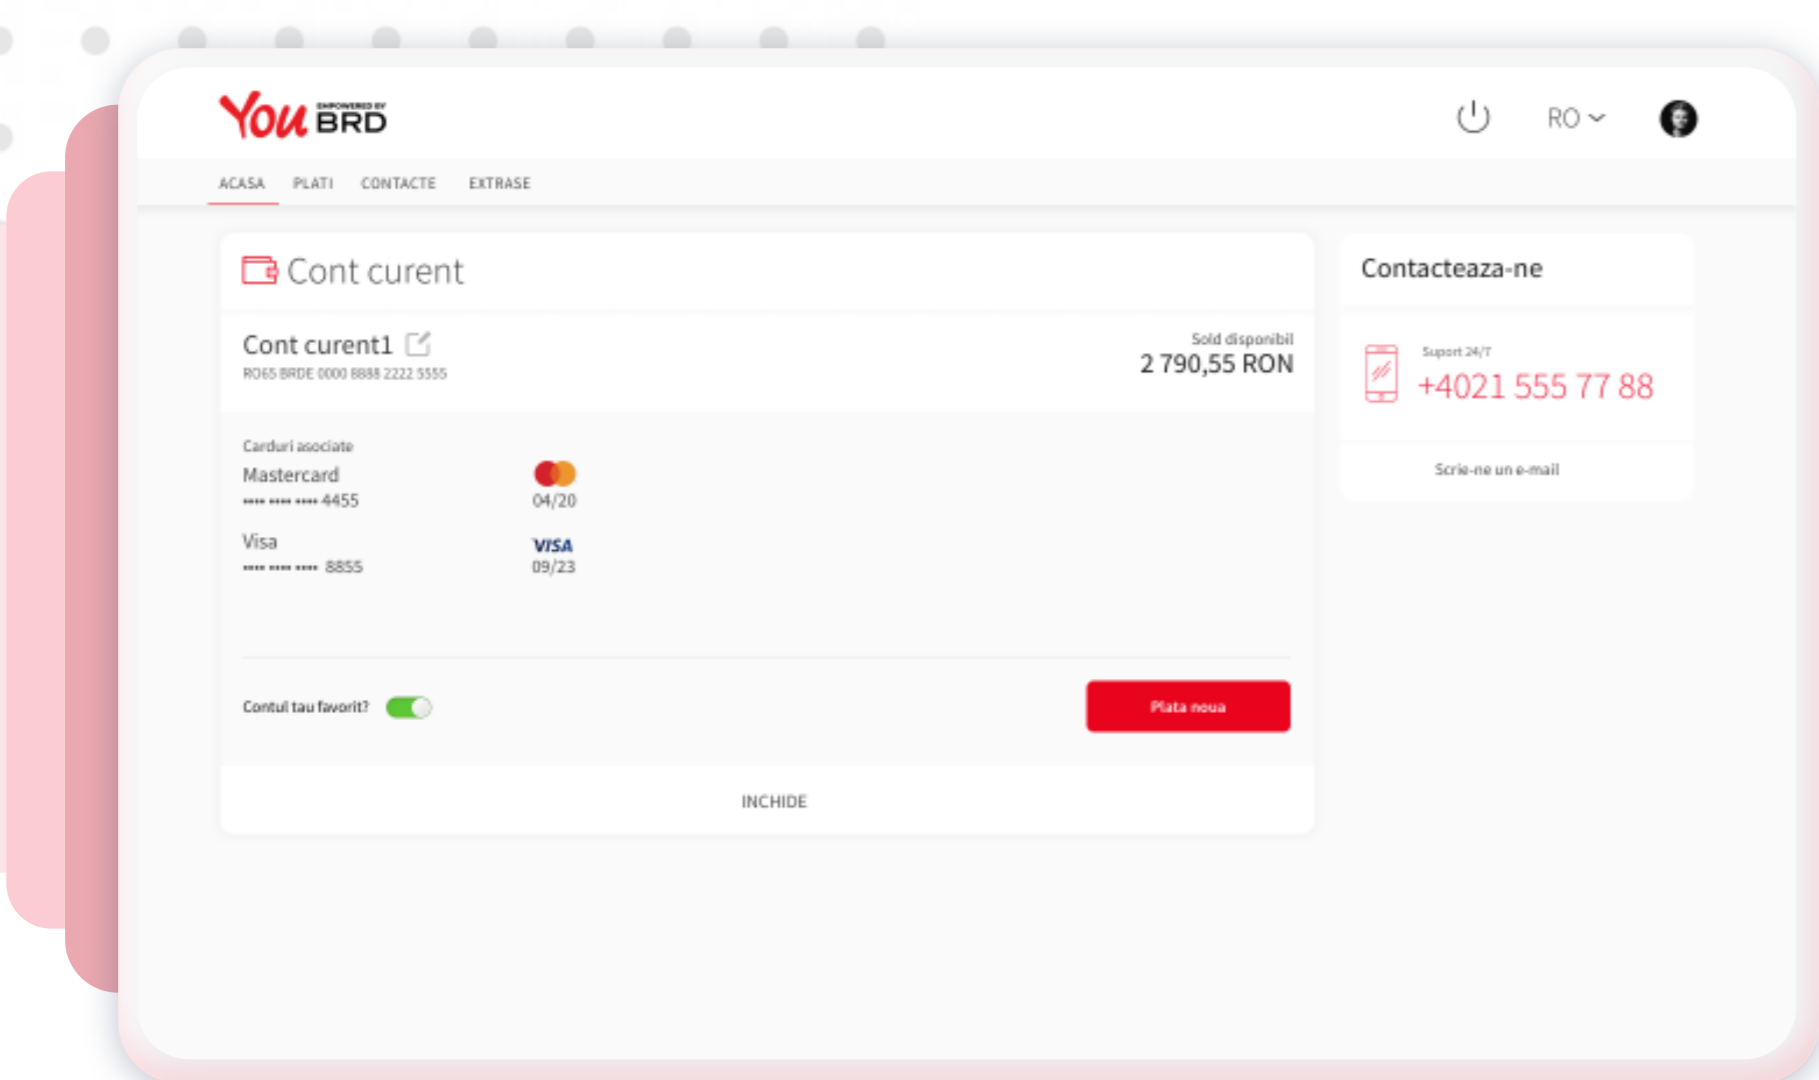 You EMPOWERED BY BRD
RO
ACASA PLATI CONTACTE EXTRASE
Cont curent
Cont curent1
RO65 BRDE 0000 8888 2222 5555
Sold disponibil
2 790,55 RON
Carduri asociate
Mastercard
•••• •••• •••• 4455
04/20
Visa
•••• •••• •••• 8855
VISA
09/23
Contul tau favorit?
Plata noua
INCHIDE
Contacteaza-ne
Suport 24/7
+4021 555 77 88
Scrie-ne un e-mail